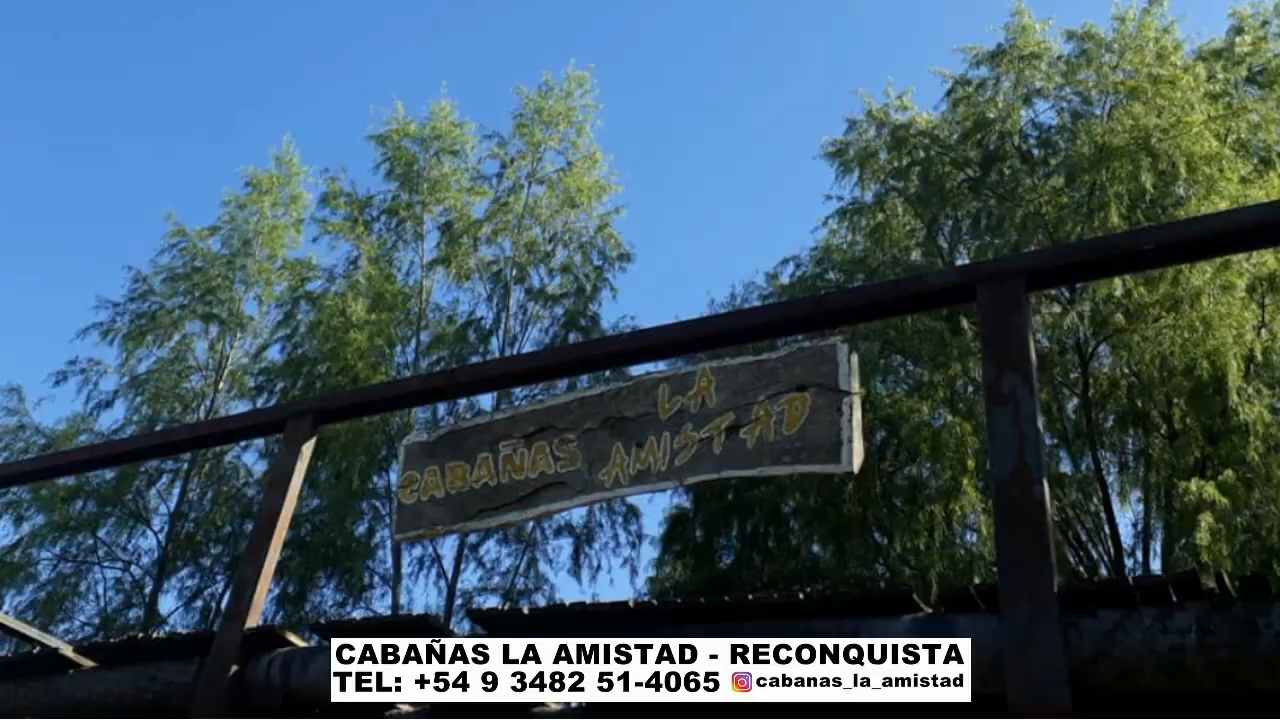 LA
CABAÑAS AMISTAD
CABAÑAS LA AMISTAD - RECONQUISTA
TEL: +54 9 3482 51-4065 cabanas_la_amistad